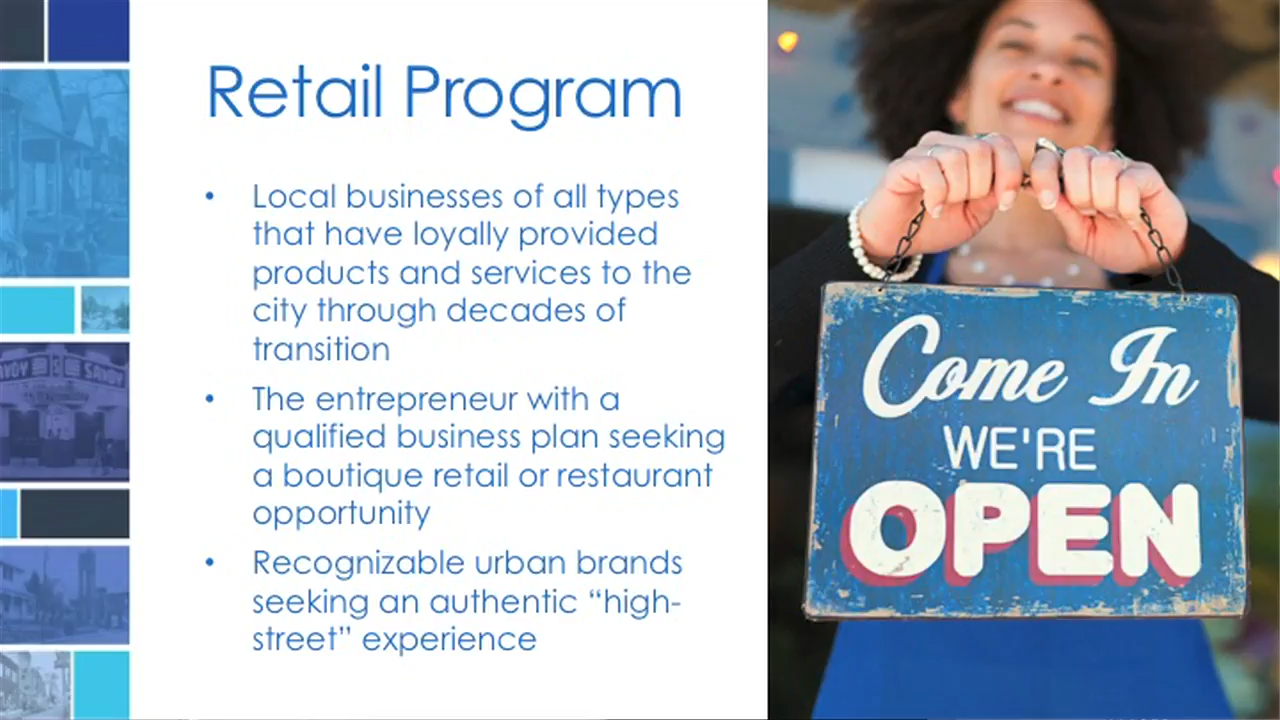 Retail Program
• Local businesses of all types
that have loyally provided
products and services to the
city through decades of
transition
• The entrepreneur with a
qualified business plan seeking
a boutique retail or restaurant
opportunity
• Recognizable urban brands
seeking an authentic “high-
street” experience
Come In
WE'RE
OPEN
SAVOY